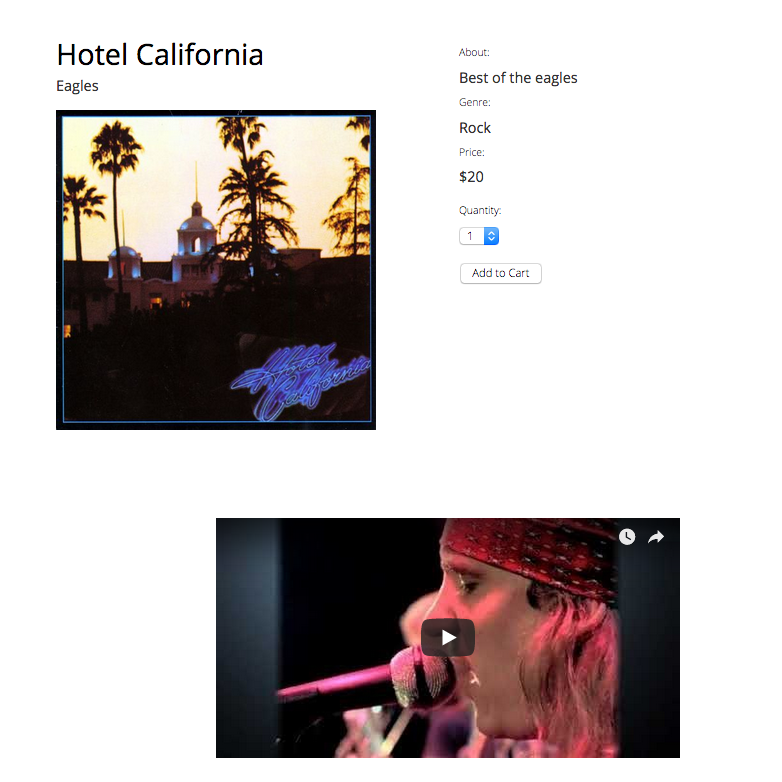 Hotel California
Eagles
Hotel
California
About:
Best of the eagles
Genre:
Rock
Price:
$20
Quantity:
1
Add to Cart